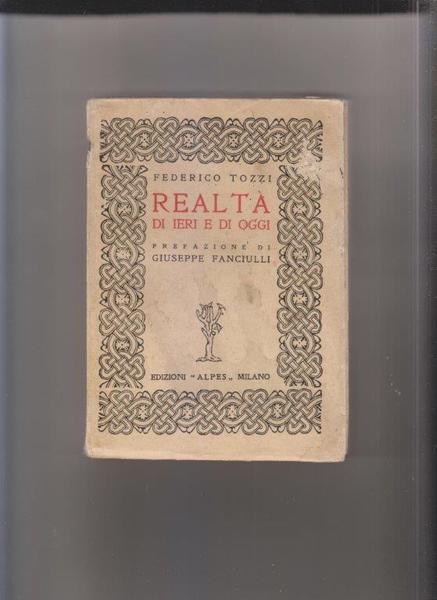 FEDERICO TOZZI
REALTÀ
DI IERI E DI OGGI
PREFAZIONE DI
GIUSEPPE FANCIULLI
EDIZIONI "ALPES„ MILANO